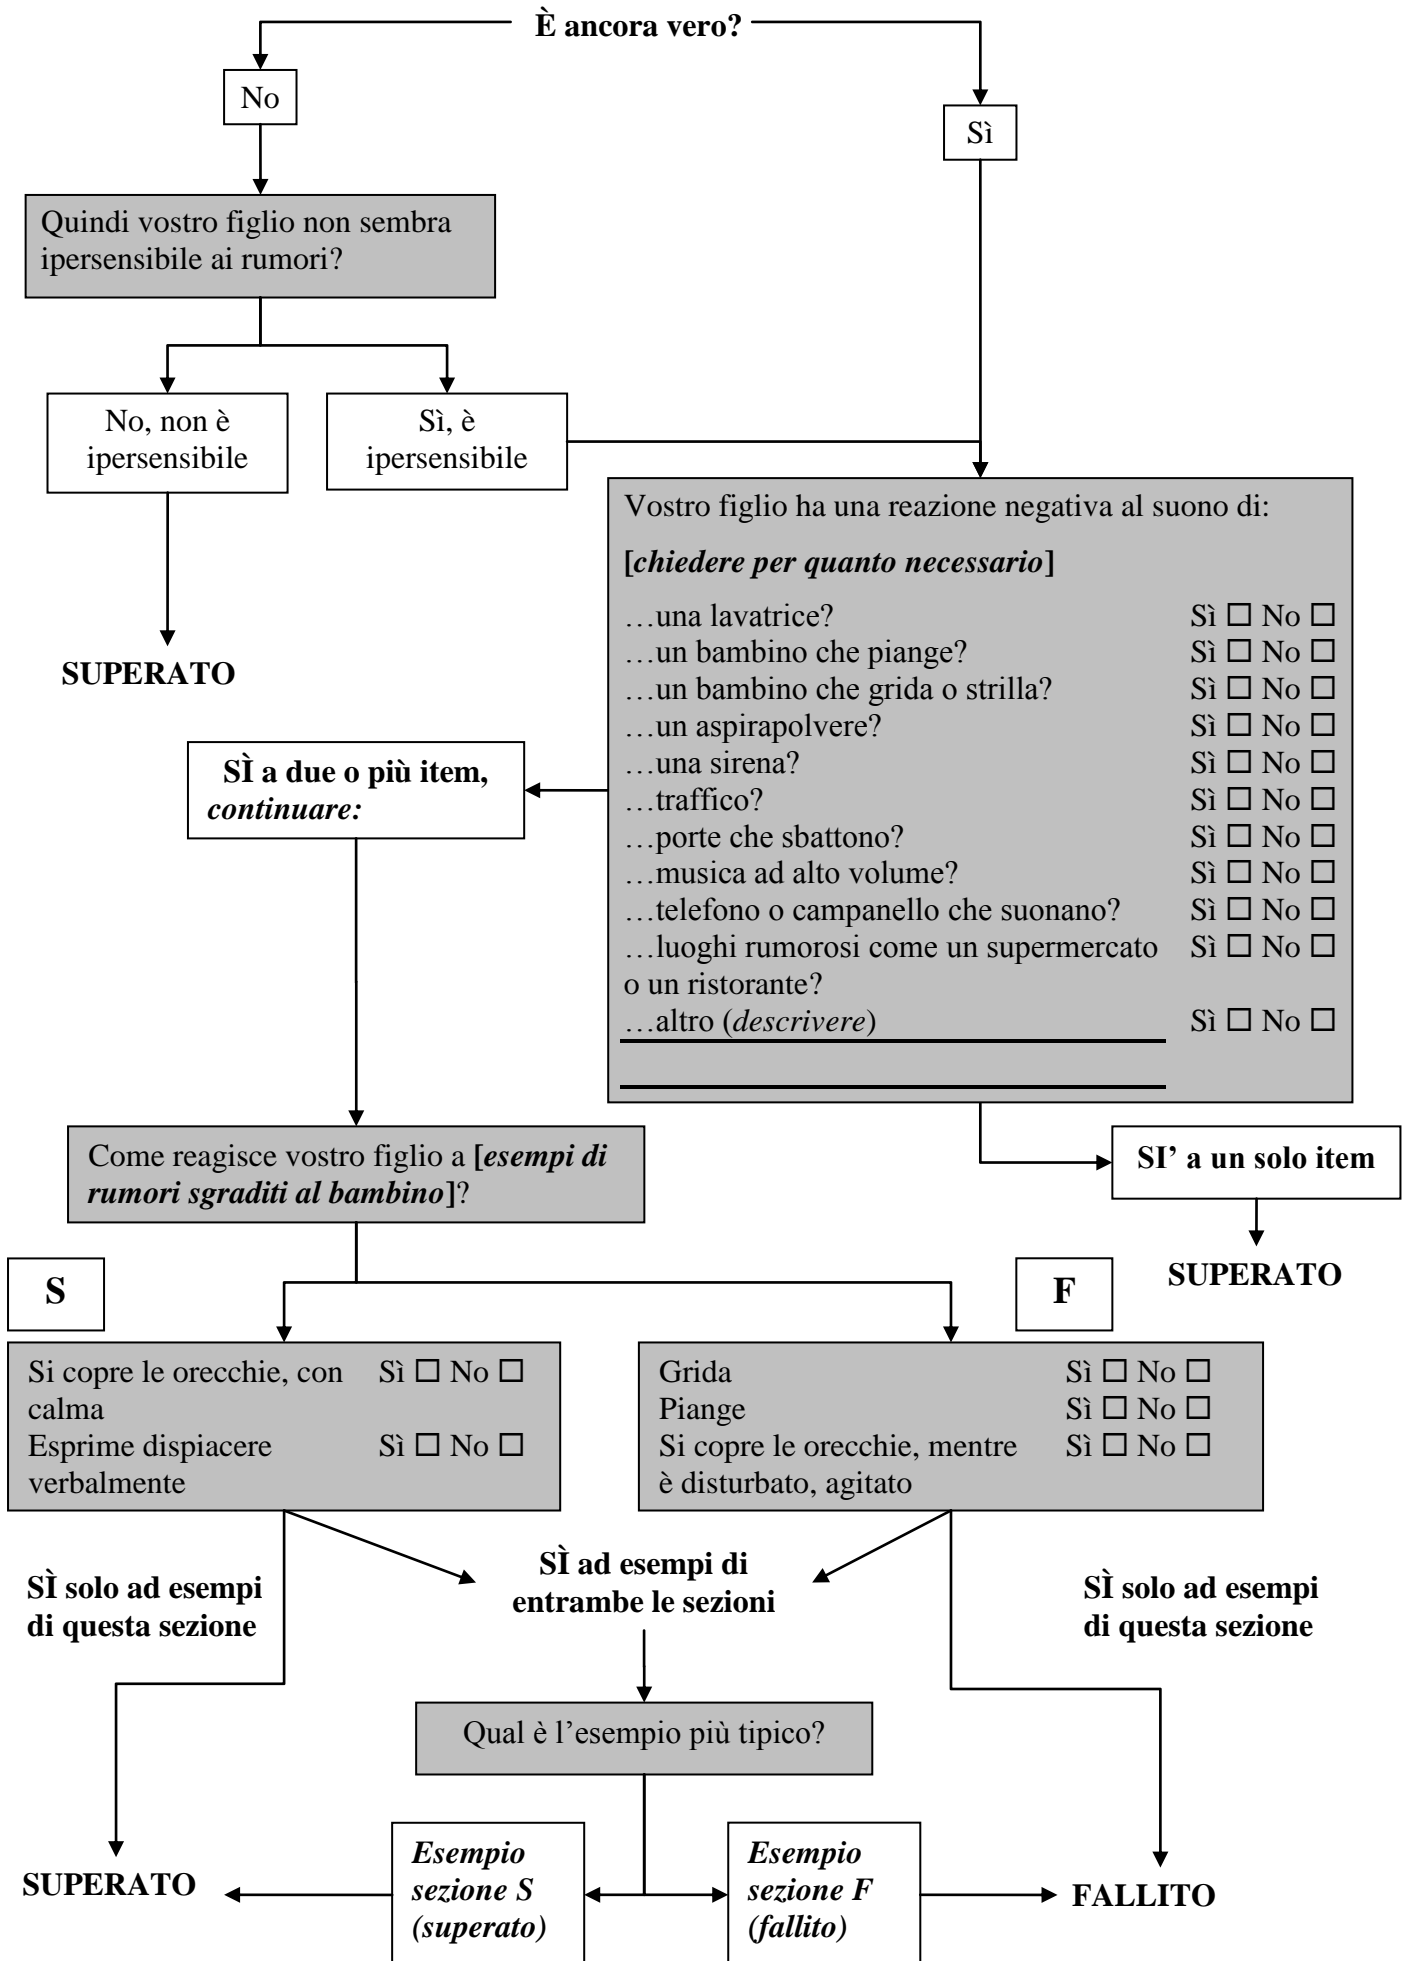 È ancora vero?
No
Sì
Quindi vostro figlio non sembra
ipersensibile ai rumori?
No, non è
ipersensibile
Sì, è
ipersensibile
SUPERATO
Vostro figlio ha una reazione negativa al suono di:
[chiedere per quanto necessario]
…una lavatrice? Sì ☐ No ☐
…un bambino che piange? Sì ☐ No ☐
…un bambino che grida o strilla? Sì ☐ No ☐
…un aspirapolvere? Sì ☐ No ☐
…una sirena? Sì ☐ No ☐
…traffico? Sì ☐ No ☐
…porte che sbattono? Sì ☐ No ☐
…musica ad alto volume? Sì ☐ No ☐
…telefono o campanello che suonano? Sì ☐ No ☐
…luoghi rumorosi come un supermercato Sì ☐ No ☐
o un ristorante?
…altro (descrivere) Sì ☐ No ☐
SÌ a due o più item,
continuare:
SI’ a un solo item
SUPERATO
Come reagisce vostro figlio a [esempi di
rumori sgraditi al bambino]?
S
F
Si copre le orecchie, con Sì ☐ No ☐
calma
Esprime dispiacere Sì ☐ No ☐
verbalmente
Grida Sì ☐ No ☐
Piange Sì ☐ No ☐
Si copre le orecchie, mentre Sì ☐ No ☐
è disturbato, agitato
SÌ solo ad esempi
di questa sezione
SÌ ad esempi di
entrambe le sezioni
SÌ solo ad esempi
di questa sezione
Qual è l’esempio più tipico?
Esempio
sezione S
(superato)
Esempio
sezione F
(fallito)
SUPERATO
FALLITO